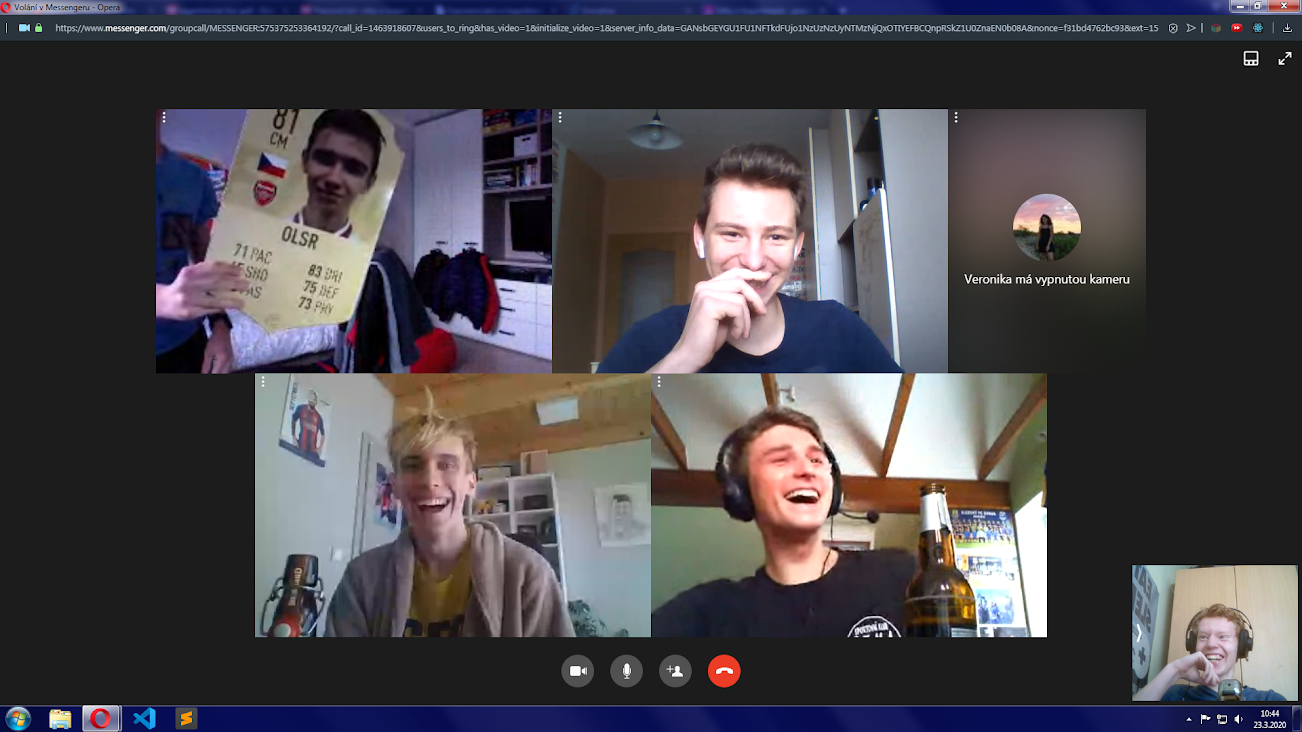 Volání v Messengeru - Opera
https://www.messenger.com/groupcall/MESSENGER:575375253364192/?call_id=1463918607&users_to_ring&has_video=1&initialize_video=1&server_info_data=GANsbGEYGU1FU1NFTkdFUjo1NzUzNzUyNTMzNjQxOTIYEFBCQnpRSkZ1U0ZnaEN0b08A&nonce=f31bd4762bc93&ext=15
81
CM
OLSR
71 PAC
SHO
AS
83 DRI
75 DEF
73 PHY
Veronika má vypnutou kameru
SPORTOVNÍ KLUB
10:44
23.3.2020